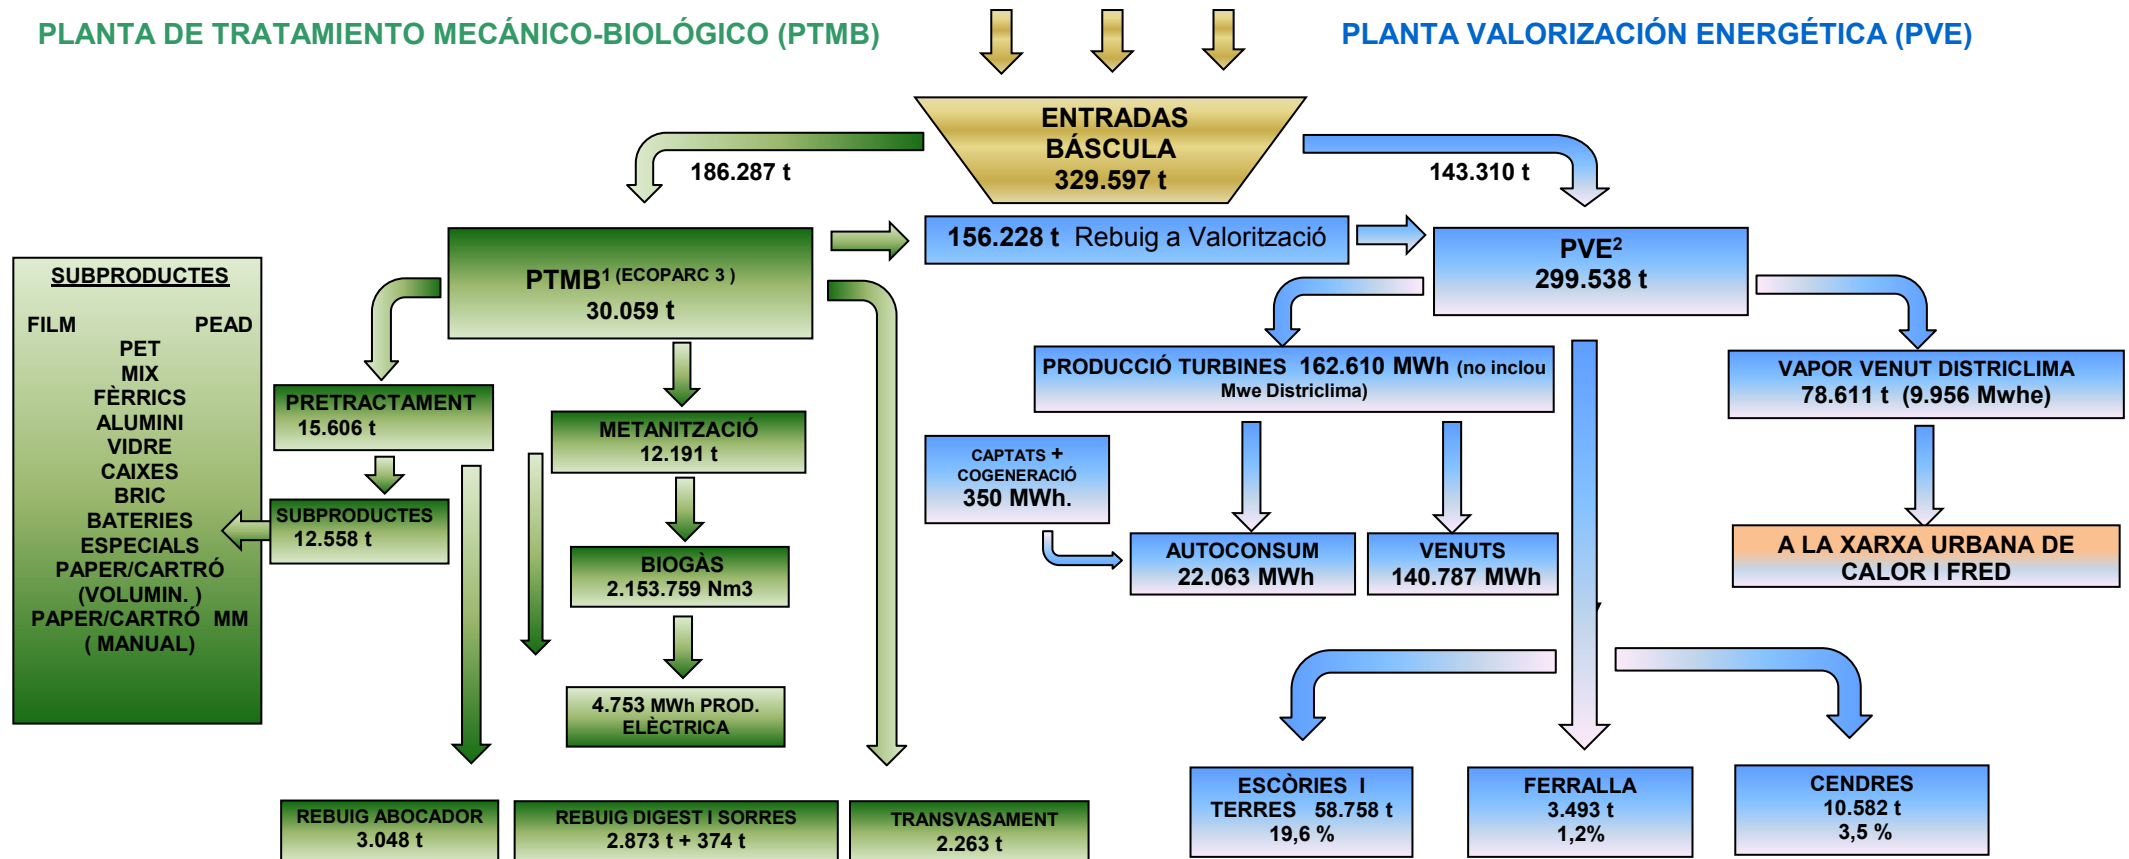 PLANTA DE TRATAMIENTO MECÁNICO-BIOLÓGICO (PTMB)
PLANTA VALORIZACIÓN ENERGÉTICA (PVE)
ENTRADAS
BÁSCULA
329.597 t
186.287 t
143.310 t
156.228 t Rebuig a Valorització
PTMB¹ (ECOPARC 3 )
30.059 t
PVE²
299.538 t
SUBPRODUCTES
FILM PEAD
PET
MIX
FÈRRICS
ALUMINI
VIDRE
CAIXES
BRIC
BATERIES
ESPECIALS
PAPER/CARTRÓ
(VOLUMIN. )
PAPER/CARTRÓ MM
( MANUAL)
PRETRACTAMENT
15.606 t
SUBPRODUCTES
12.558 t
METANITZACIÓ
12.191 t
BIOGÀS
2.153.759 Nm3
4.753 MWh PROD.
ELÈCTRICA
REBUIG ABOCADOR
3.048 t
REBUIG DIGEST I SORRES
2.873 t + 374 t
TRANSVASAMENT
2.263 t
PRODUCCIÓ TURBINES 162.610 MWh (no inclou
Mwe Districlima)
VAPOR VENUT DISTRICLIMA
78.611 t (9.956 Mwhe)
CAPTATS +
COGENERACIÓ
350 MWh.
AUTOCONSUM
22.063 MWh
VENUTS
140.787 MWh
A LA XARXA URBANA DE
CALOR I FRED
ESCÒRIES I
TERRES 58.758 t
19,6 %
FERRALLA
3.493 t
1,2%
CENDRES
10.582 t
3,5 %